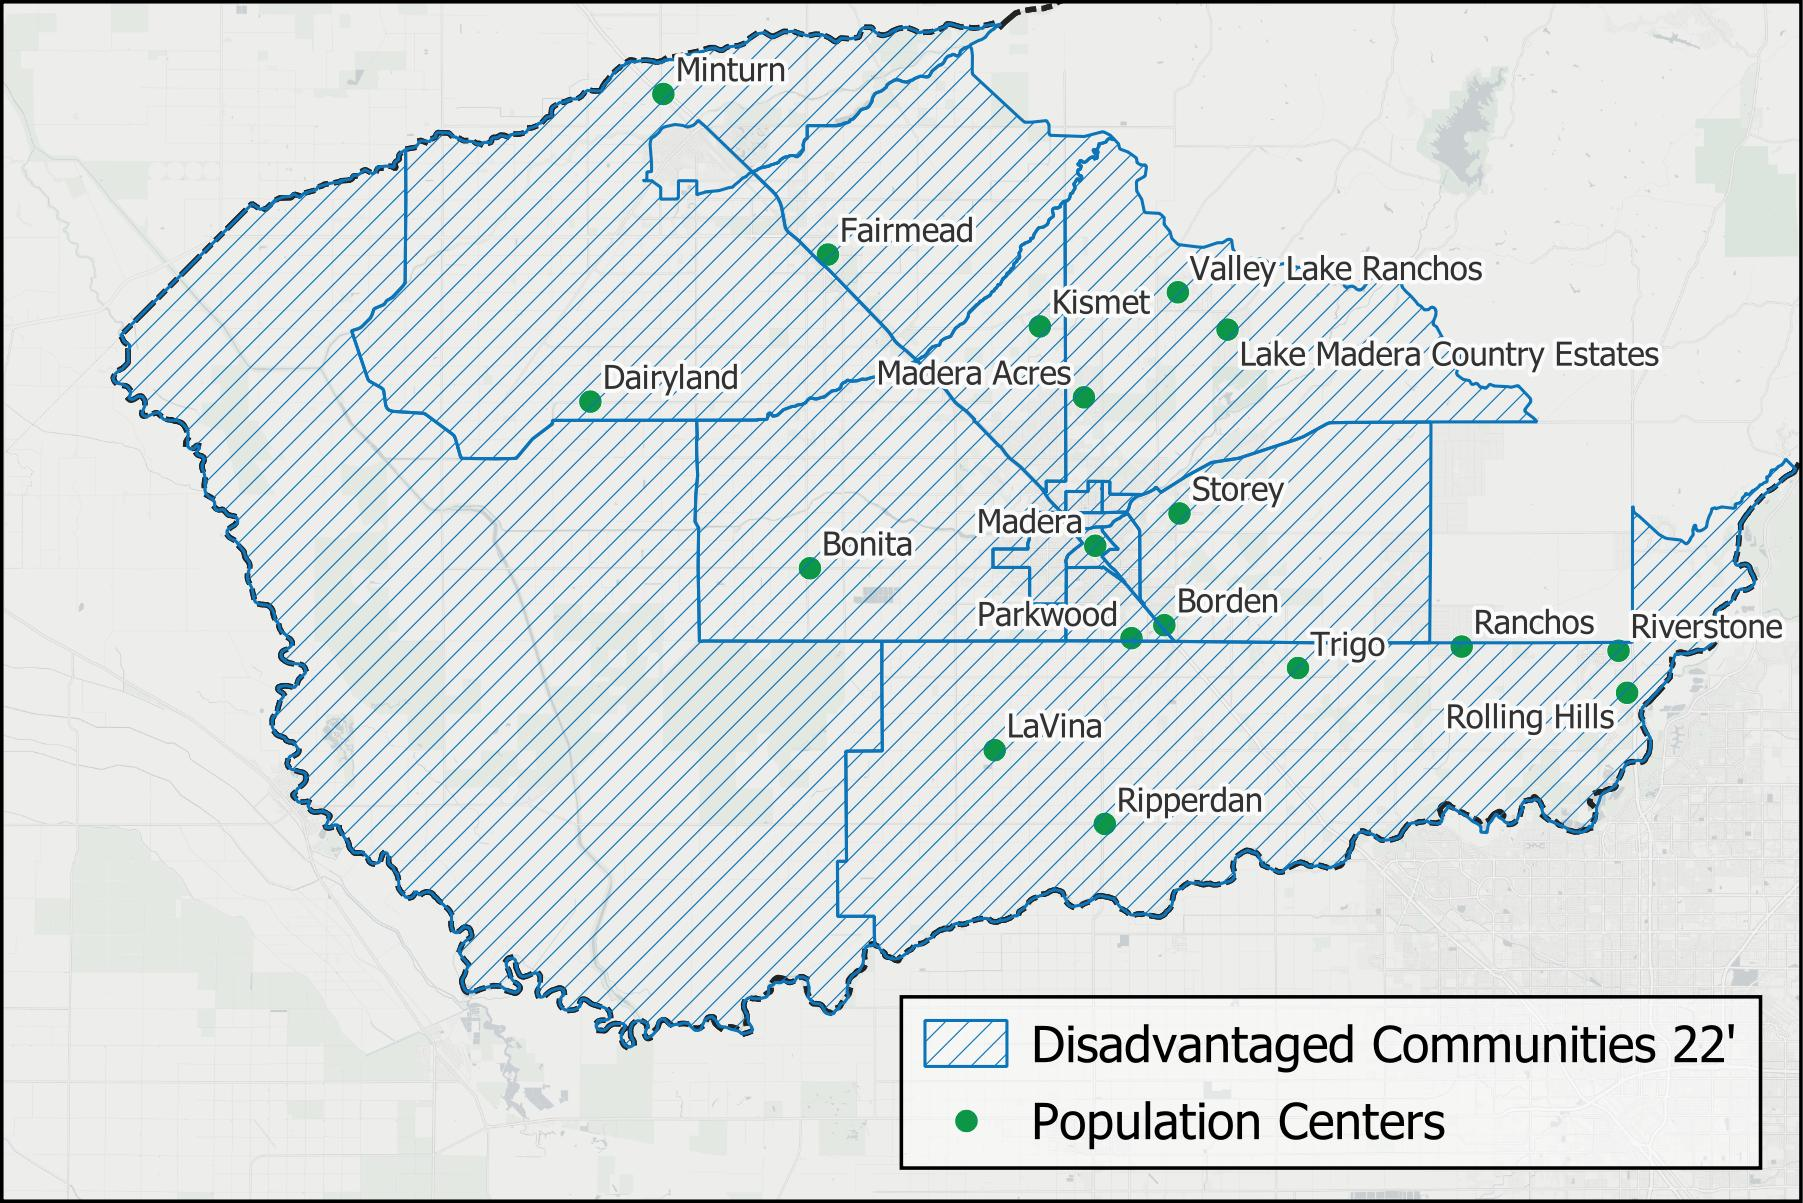 Minturn
Fairmead
Valley Lake Ranchos
Kismet
Lake Madera Country Estates
Madera Acres
Dairyland
Storey
Madera
Bonita
Borden
Parkwood
Ranchos
Riverstone
Trigo
Rolling Hills
LaVina
Ripperdan
Disadvantaged Communities 22'
Population Centers